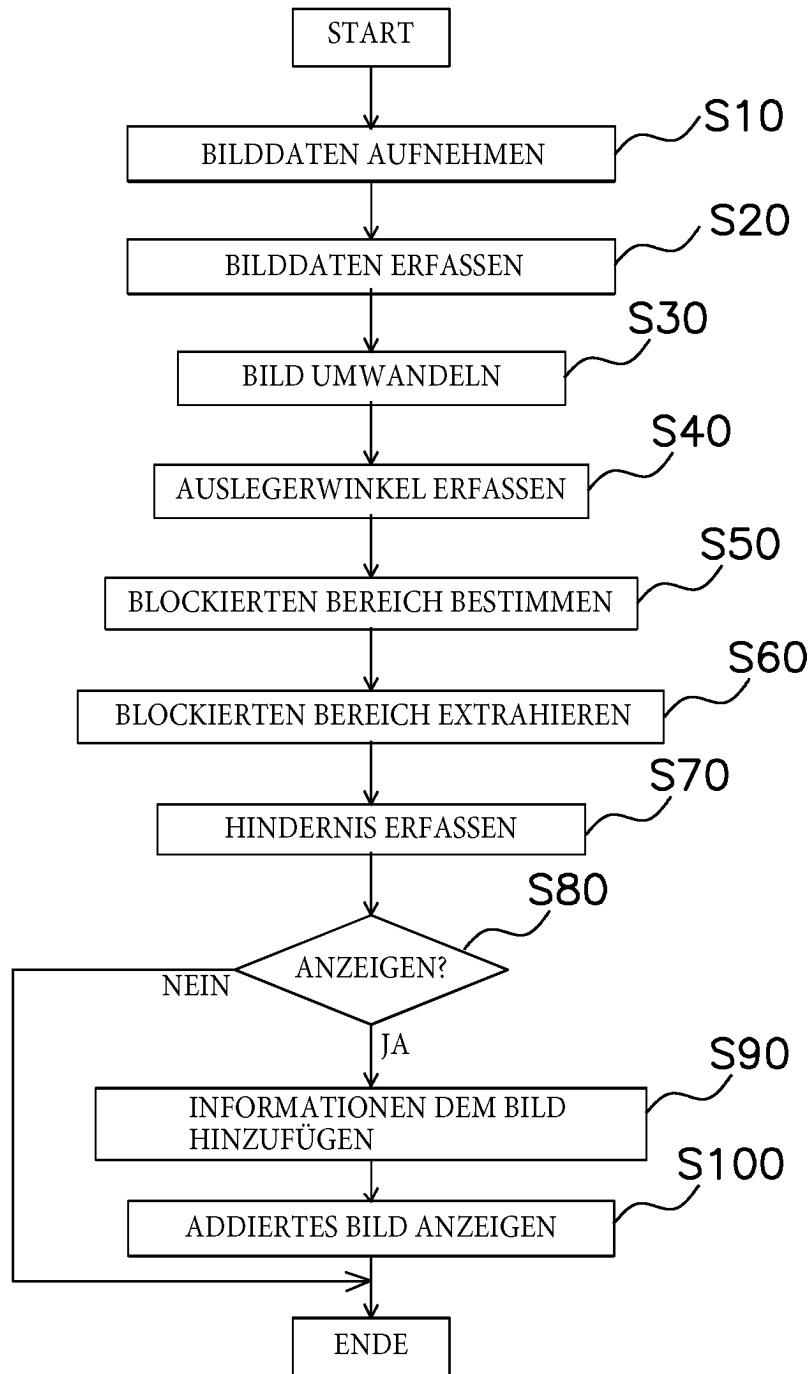 START
S10
BILDDATEN AUFNEHMEN
S20
BILDDATEN ERFASSEN
S30
BILD UMWANDELN
S40
AUSLEGERWINKEL ERFASSEN
S50
BLOCKIERTEN BEREICH BESTIMMEN
S60
BLOCKIERTEN BEREICH EXTRAHIEREN
S70
HINDERNIS ERFASSEN
S80
ANZEIGEN?
NEIN
JA
S90
INFORMATIONEN DEM BILD
HINZUFÜGEN
S100
ADDIERTES BILD ANZEIGEN
ENDE